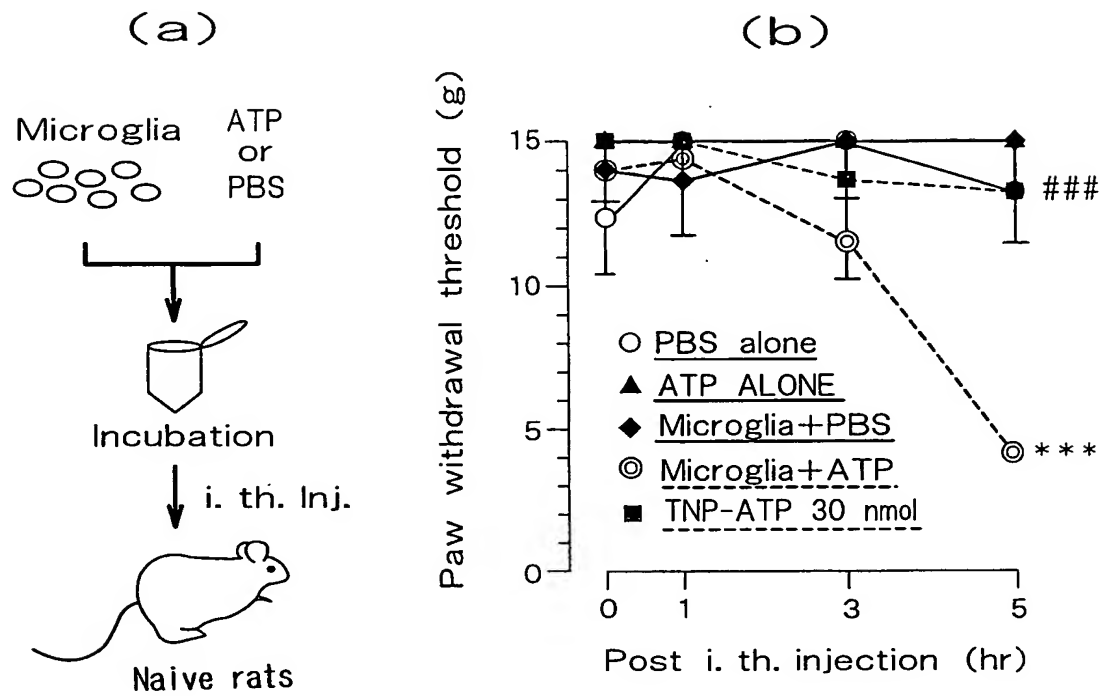 (a)
Microglia
ATP
or
PBS
Incubation
i. th. Inj.
Naive rats
(b)
Paw withdrawal threshold (g)
15
10
5
0
PBS alone
ATP ALONE
Microglia+PBS
Microglia+ATP
TNP-ATP 30 nmol
###
***
0 1 3 5
Post i. th. injection (hr)